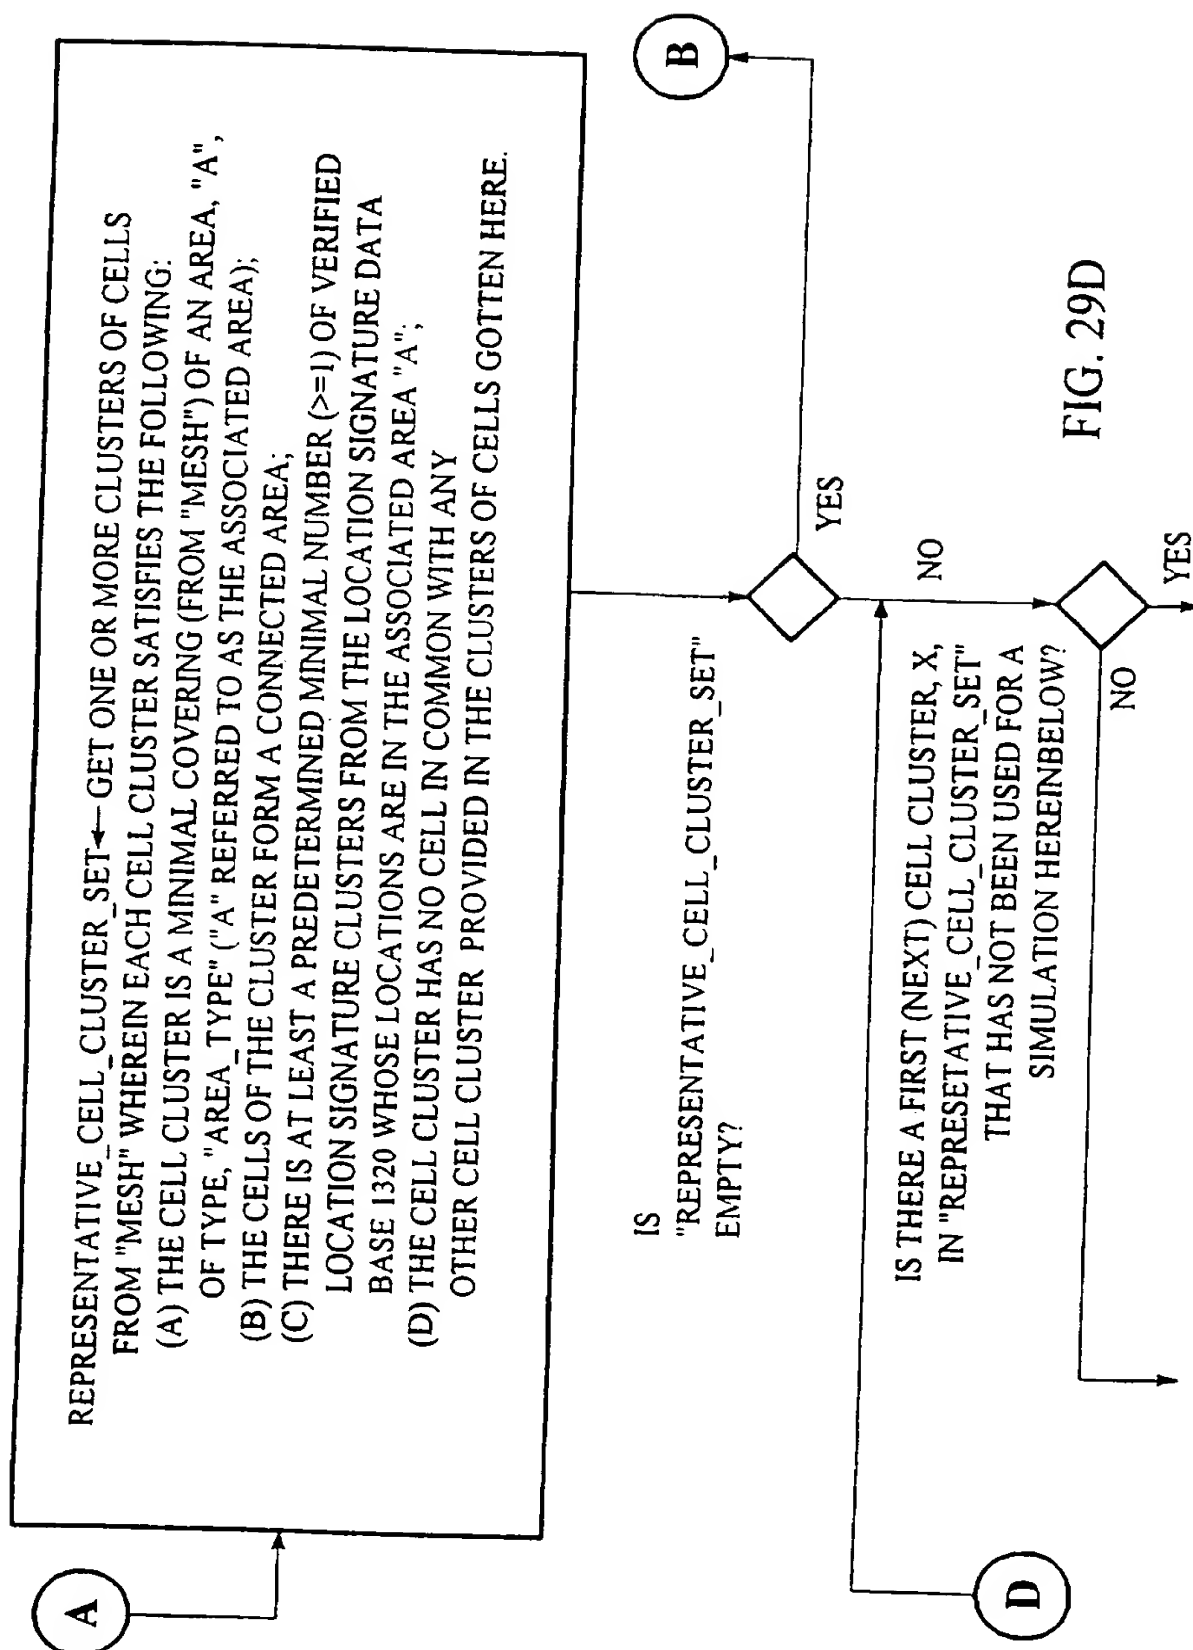 A
REPRESENTATIVE_CELL_CLUSTER_SET← GET ONE OR MORE CLUSTERS OF CELLS
FROM "MESH" WHEREIN EACH CELL CLUSTER SATISFIES THE FOLLOWING:
(A) THE CELL CLUSTER IS A MINIMAL COVERING (FROM "MESH") OF AN AREA, "A",
OF TYPE, "AREA_TYPE" ("A" REFERRED TO AS THE ASSOCIATED AREA);
(B) THE CELLS OF THE CLUSTER FORM A CONNECTED AREA;
(C) THERE IS AT LEAST A PREDETERMINED MINIMAL NUMBER (>=1) OF VERIFIED
LOCATION SIGNATURE CLUSTERS FROM THE LOCATION SIGNATURE DATA
BASE 1320 WHOSE LOCATIONS ARE IN THE ASSOCIATED AREA "A";
(D) THE CELL CLUSTER HAS NO CELL IN COMMON WITH ANY
OTHER CELL CLUSTER PROVIDED IN THE CLUSTERS OF CELLS GOTTEN HERE.
IS
"REPRESENTATIVE_CELL_CLUSTER_SET"
EMPTY?
YES
B
NO
D
IS THERE A FIRST (NEXT) CELL CLUSTER, X,
IN "REPRESETATIVE_CELL_CLUSTER_SET"
THAT HAS NOT BEEN USED FOR A
SIMULATION HEREINBELOW?
NO
YES
FIG. 29D